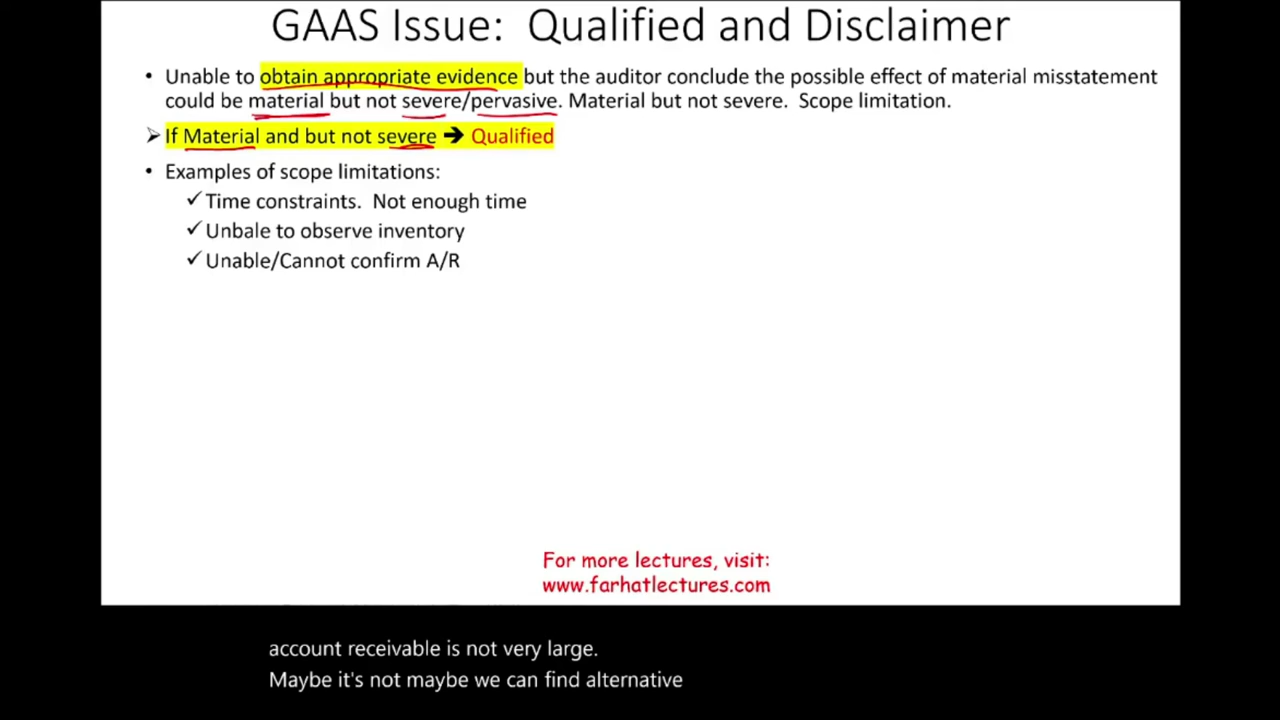 GAAS Issue: Qualified and Disclaimer
• Unable to obtain appropriate evidence but the auditor conclude the possible effect of material misstatement
could be material but not severe/pervasive. Material but not severe. Scope limitation.
➢ If Material and but not severe ➔ Qualified
• Examples of scope limitations:
✓ Time constraints. Not enough time
✓ Unbale to observe inventory
✓ Unable/Cannot confirm A/R
For more lectures, visit:
www.farhatlectures.com
account receivable is not very large.
Maybe it's not maybe we can find alternative